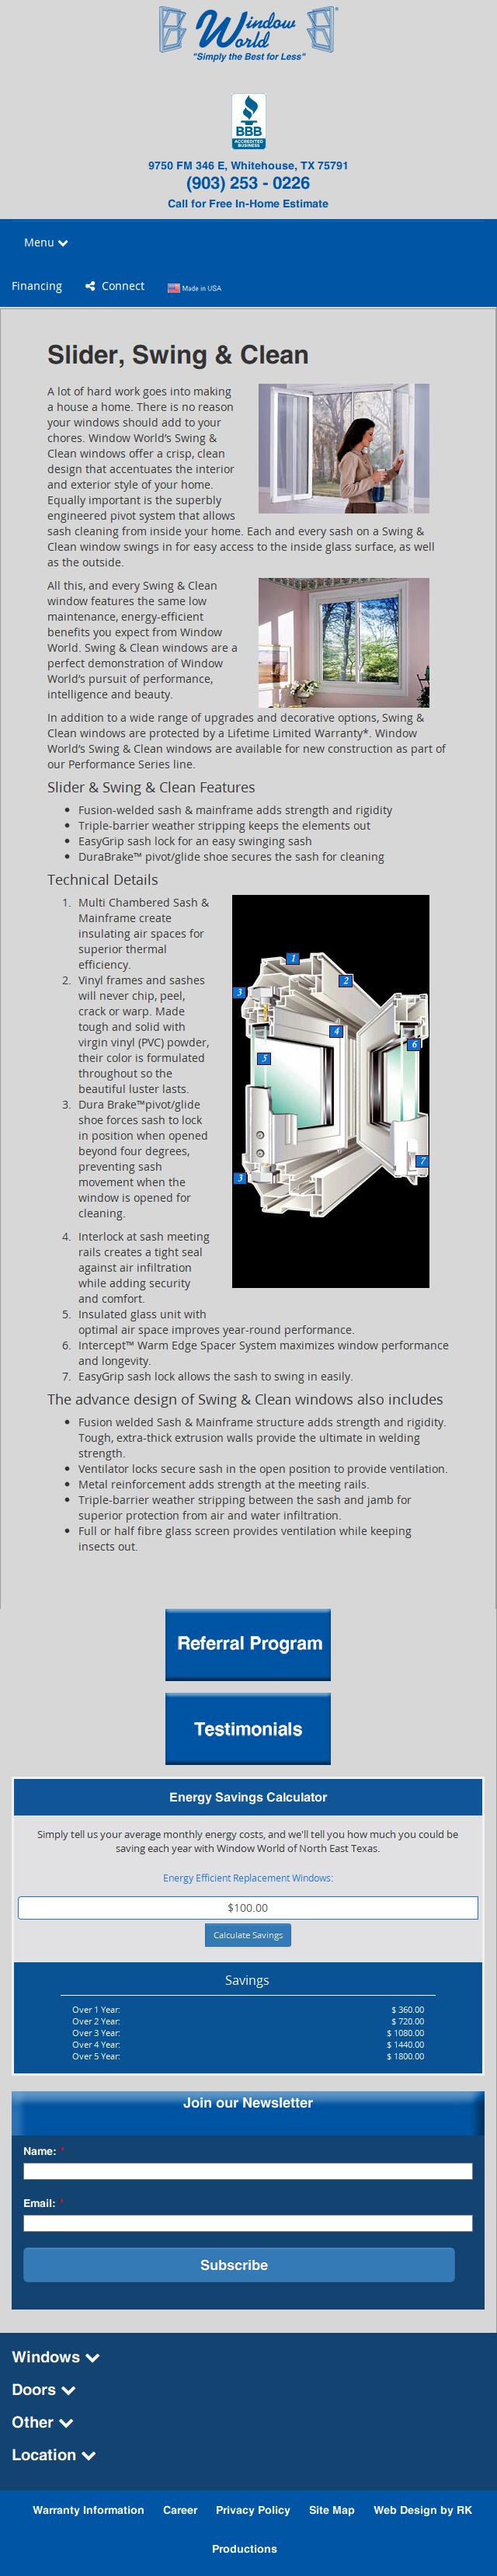 Window World®
"Simply the Best for Less"
BBB
ACCREDITED
BUSINESS
9750 FM 346 E, Whitehouse, TX 75791
(903) 253 - 0226
Call for Free In-Home Estimate
Menu
Financing
Connect
Made in USA
Slider, Swing & Clean
A lot of hard work goes into making
a house a home. There is no reason
your windows should add to your
chores. Window World's Swing &
Clean windows offer a crisp, clean
design that accentuates the interior
and exterior style of your home.
Equally important is the superbly
engineered pivot system that allows
sash cleaning from inside your home. Each and every sash on a Swing &
Clean window swings in for easy access to the inside glass surface, as well
as the outside.
All this, and every Swing & Clean
window features the same low
maintenance, energy-efficient
benefits you expect from Window
World. Swing & Clean windows are a
perfect demonstration of Window
World's pursuit of performance,
intelligence and beauty.
In addition to a wide range of upgrades and decorative options, Swing &
Clean windows are protected by a Lifetime Limited Warranty*. Window
World's Swing & Clean windows are available for new construction as part of
our Performance Series line.
Slider & Swing & Clean Features
• Fusion-welded sash & mainframe adds strength and rigidity
• Triple-barrier weather stripping keeps the elements out
• EasyGrip sash lock for an easy swinging sash
• DuraBrake™ pivot/glide shoe secures the sash for cleaning
Technical Details
1. Multi Chambered Sash &
Mainframe create
insulating air spaces for
superior thermal
efficiency.
2. Vinyl frames and sashes
will never chip, peel,
crack or warp. Made
tough and solid with
virgin vinyl (PVC) powder,
their color is formulated
throughout so the
beautiful luster lasts.
3. Dura Brake™pivot/glide
shoe forces sash to lock
in position when opened
beyond four degrees,
preventing sash
movement when the
window is opened for
cleaning.
4. Interlock at sash meeting
rails creates a tight seal
against air infiltration
while adding security
and comfort.
5. Insulated glass unit with
optimal air space improves year-round performance.
6. Intercept™ Warm Edge Spacer System maximizes window performance
and longevity.
7. EasyGrip sash lock allows the sash to swing in easily.
1
2
3
4
5
6
7
3
The advance design of Swing & Clean windows also includes
• Fusion welded Sash & Mainframe structure adds strength and rigidity.
Tough, extra-thick extrusion walls provide the ultimate in welding
strength.
• Ventilator locks secure sash in the open position to provide ventilation.
• Metal reinforcement adds strength at the meeting rails.
• Triple-barrier weather stripping between the sash and jamb for
superior protection from air and water infiltration.
• Full or half fibre glass screen provides ventilation while keeping
insects out.
Referral Program
Testimonials
Energy Savings Calculator
Simply tell us your average monthly energy costs, and we'll tell you how much you could be
saving each year with Window World of North East Texas.
Energy Efficient Replacement Windows:
$100.00
Calculate Savings
Savings
Over 1 Year: $ 360.00
Over 2 Year: $ 720.00
Over 3 Year: $ 1080.00
Over 4 Year: $ 1440.00
Over 5 Year: $ 1800.00
Join our Newsletter
Name: *
Email: *
Subscribe
Windows
Doors
Other
Location
Warranty Information Career Privacy Policy Site Map Web Design by RK
Productions